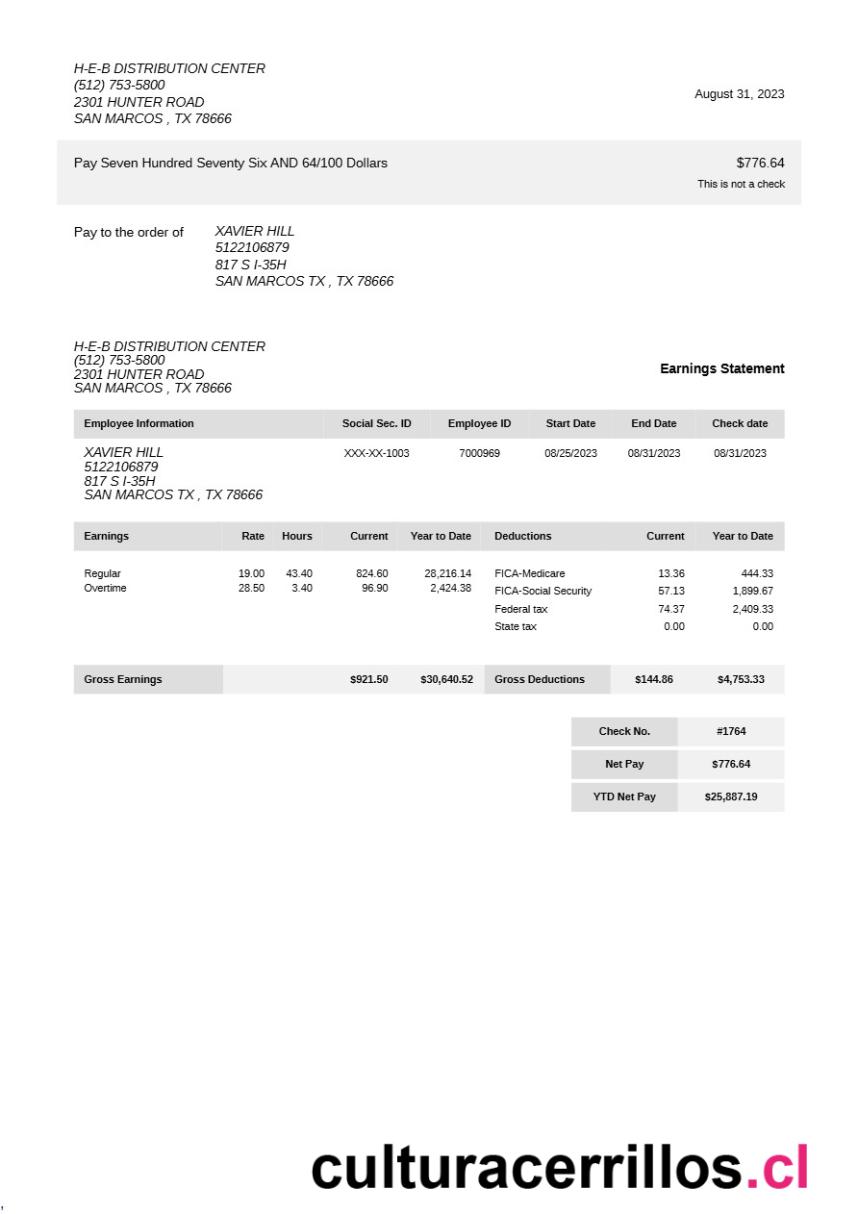 H-E-B DISTRIBUTION CENTER
(512) 753-5800
2301 HUNTER ROAD
SAN MARCOS , TX 78666
August 31, 2023
Pay Seven Hundred Seventy Six AND 64/100 Dollars $776.64
This is not a check
Pay to the order of XAVIER HILL
5122106879
817 S I-35H
SAN MARCOS TX , TX 78666
H-E-B DISTRIBUTION CENTER
(512) 753-5800
2301 HUNTER ROAD
SAN MARCOS , TX 78666
Earnings Statement
Employee Information Social Sec. ID Employee ID Start Date End Date Check date
XAVIER HILL XXX-XX-1003 7000969 08/25/2023 08/31/2023 08/31/2023
5122106879
817 S I-35H
SAN MARCOS TX , TX 78666
Earnings Rate Hours Current Year to Date Deductions Current Year to Date
Regular 19.00 43.40 824.60 28,216.14 FICA-Medicare 13.36 444.33
Overtime 28.50 3.40 96.90 2,424.38 FICA-Social Security 57.13 1,899.67
Federal tax 74.37 2,409.33
State tax 0.00 0.00
Gross Earnings $921.50 $30,640.52 Gross Deductions $144.86 $4,753.33
Check No. #1764
Net Pay $776.64
YTD Net Pay $25,887.19
culturacerrillos.cl
,